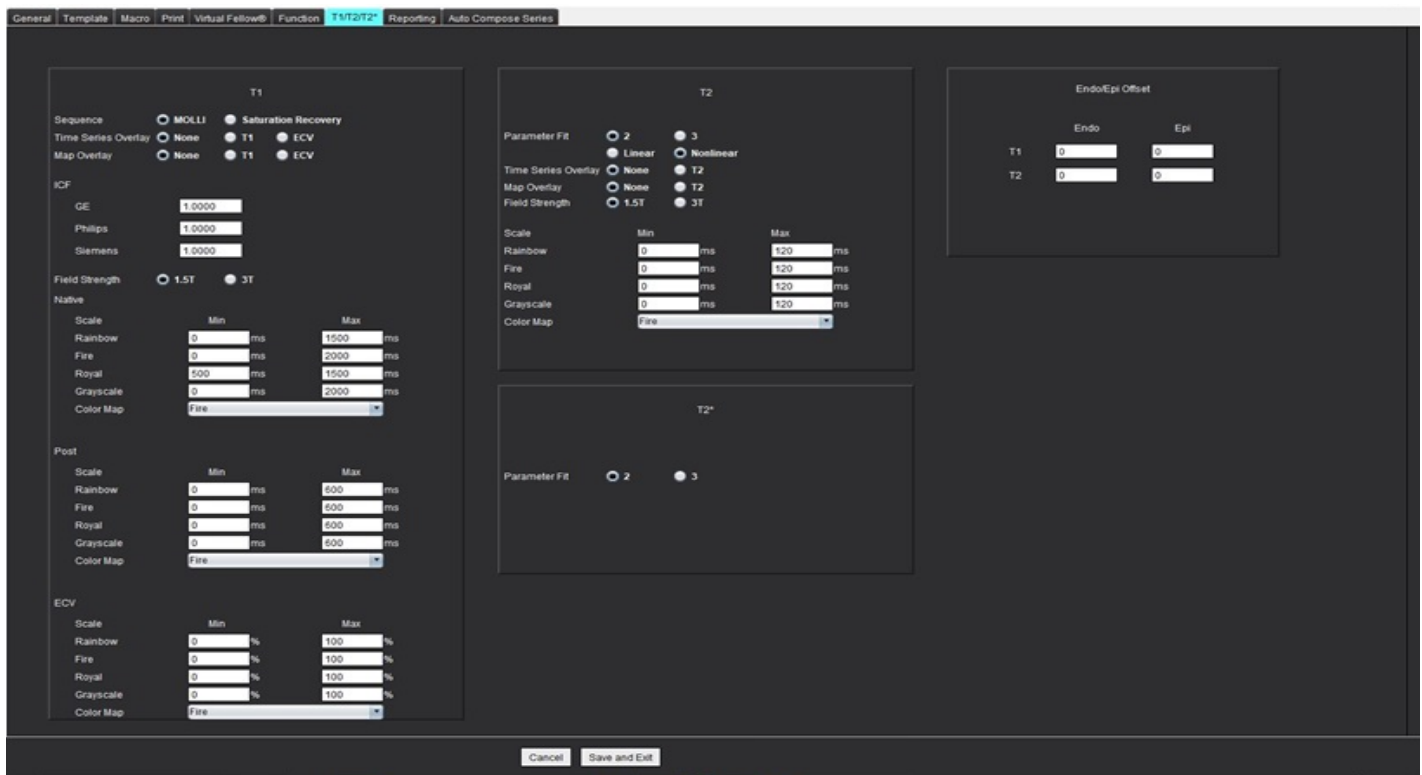 General Template Macro Print Virtual Fellow® Function T1/T2/T2* Reporting Auto Compose Series
T1
Sequence MOLLI Saturation Recovery
Time Series Overlay None T1 ECV
Map Overlay None T1 ECV
ICF
GE 1.0000
Philips 1.0000
Siemens 1.0000
Field Strength 1.5T 3T
Native
Scale Min Max
Rainbow 0 ms 1500 ms
Fire 0 ms 2000 ms
Royal 500 ms 1500 ms
Grayscale 0 ms 2000 ms
Color Map Fire
Post
Scale Min Max
Rainbow 0 ms 600 ms
Fire 0 ms 600 ms
Royal 0 ms 600 ms
Grayscale 0 ms 600 ms
Color Map Fire
ECV
Scale Min Max
Rainbow 0 % 100 %
Fire 0 % 100 %
Royal 0 % 100 %
Grayscale 0 % 100 %
Color Map Fire
T2
Parameter Fit 2 3
Linear Nonlinear
Time Series Overlay None T2
Map Overlay None T2
Field Strength 1.5T 3T
Scale Min Max
Rainbow 0 ms 120 ms
Fire 0 ms 120 ms
Royal 0 ms 120 ms
Grayscale 0 ms 120 ms
Color Map Fire
T2*
Parameter Fit 2 3
Endo/Epi Offset
Endo Epi
T1 0 0
T2 0 0
Cancel Save and Exit